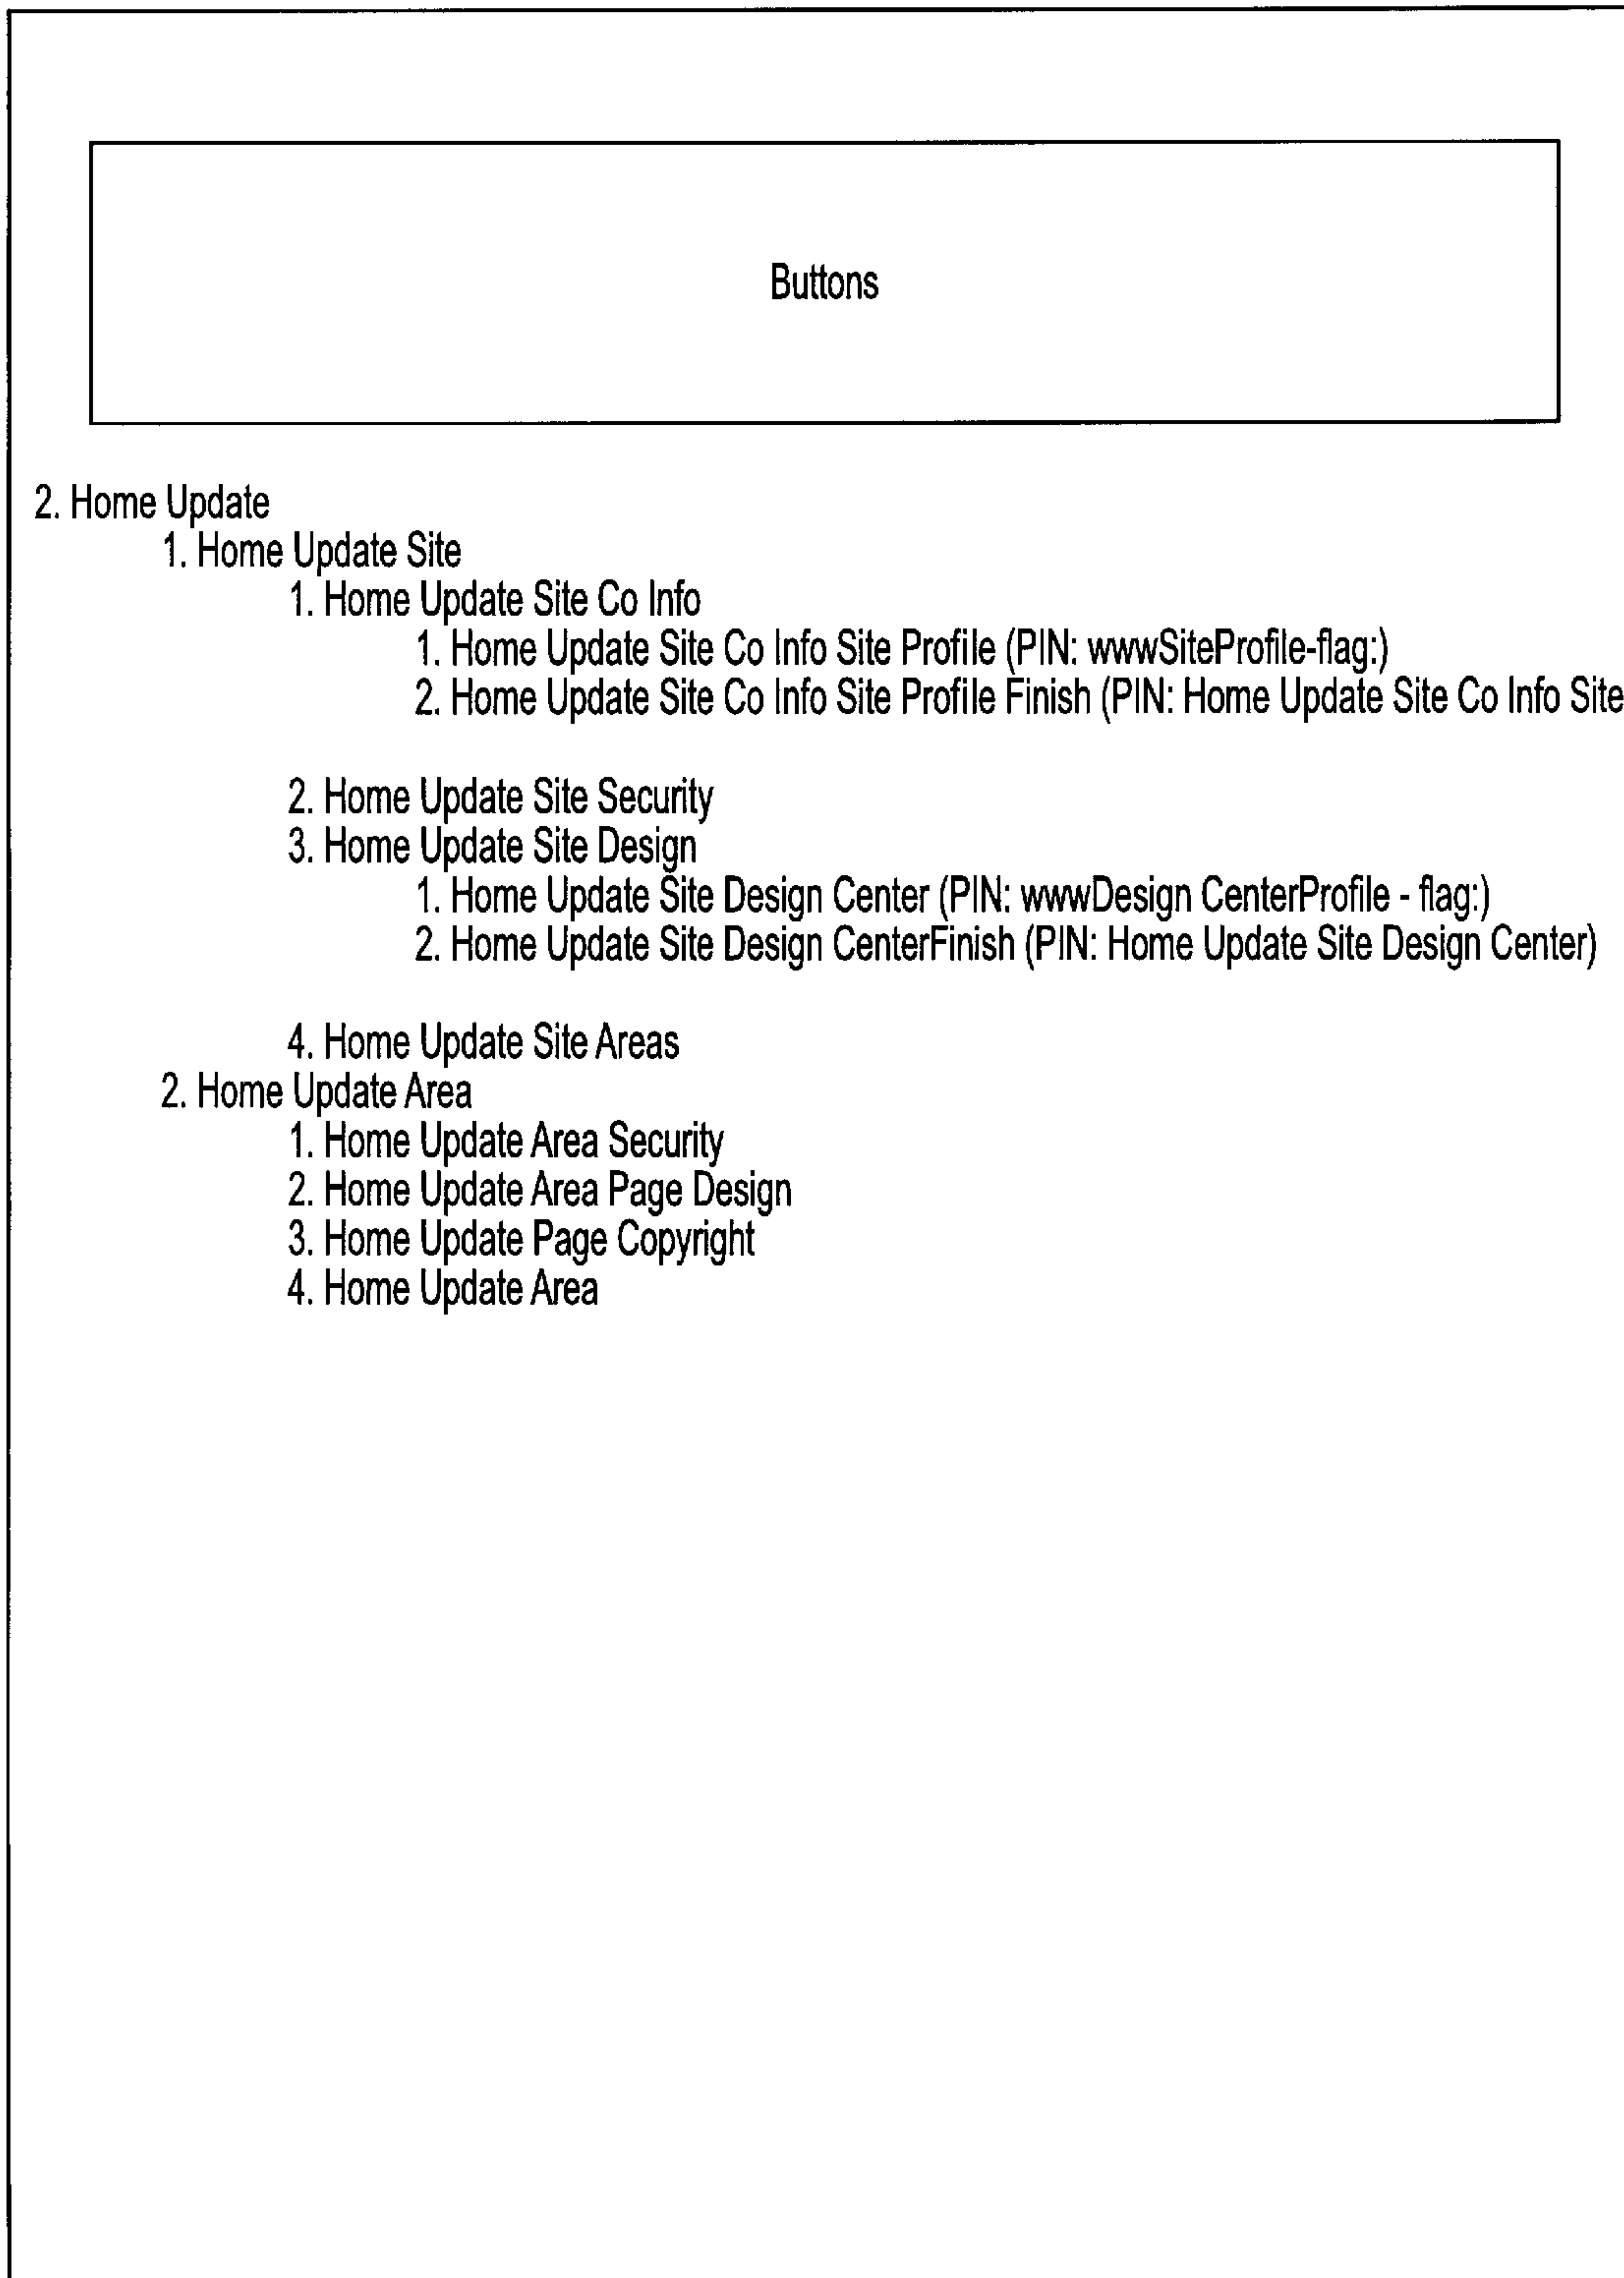 Buttons
2. Home Update
1. Home Update Site
1. Home Update Site Co Info
1. Home Update Site Co Info Site Profile (PIN: wwwSiteProfile-flag:)
2. Home Update Site Co Info Site Profile Finish (PIN: Home Update Site Co Info Site
2. Home Update Site Security
3. Home Update Site Design
1. Home Update Site Design Center (PIN: wwwDesign CenterProfile - flag:)
2. Home Update Site Design CenterFinish (PIN: Home Update Site Design Center)
4. Home Update Site Areas
2. Home Update Area
1. Home Update Area Security
2. Home Update Area Page Design
3. Home Update Page Copyright
4. Home Update Area